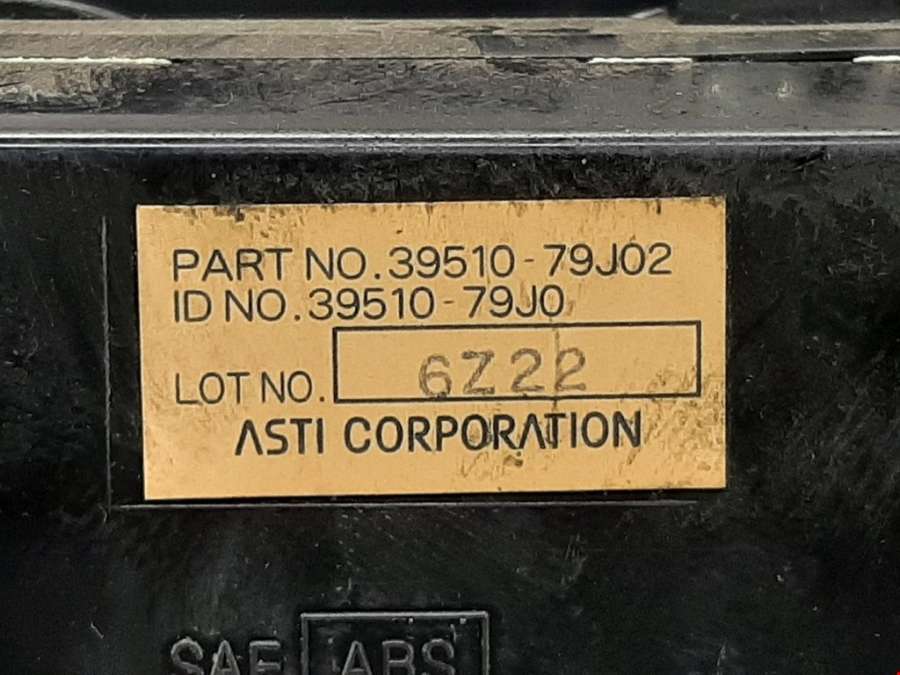 PART NO.39510-79J02
ID NO.39510-79J0
LOT NO. 6Z22
ASTI CORPORATION
SAE ABS